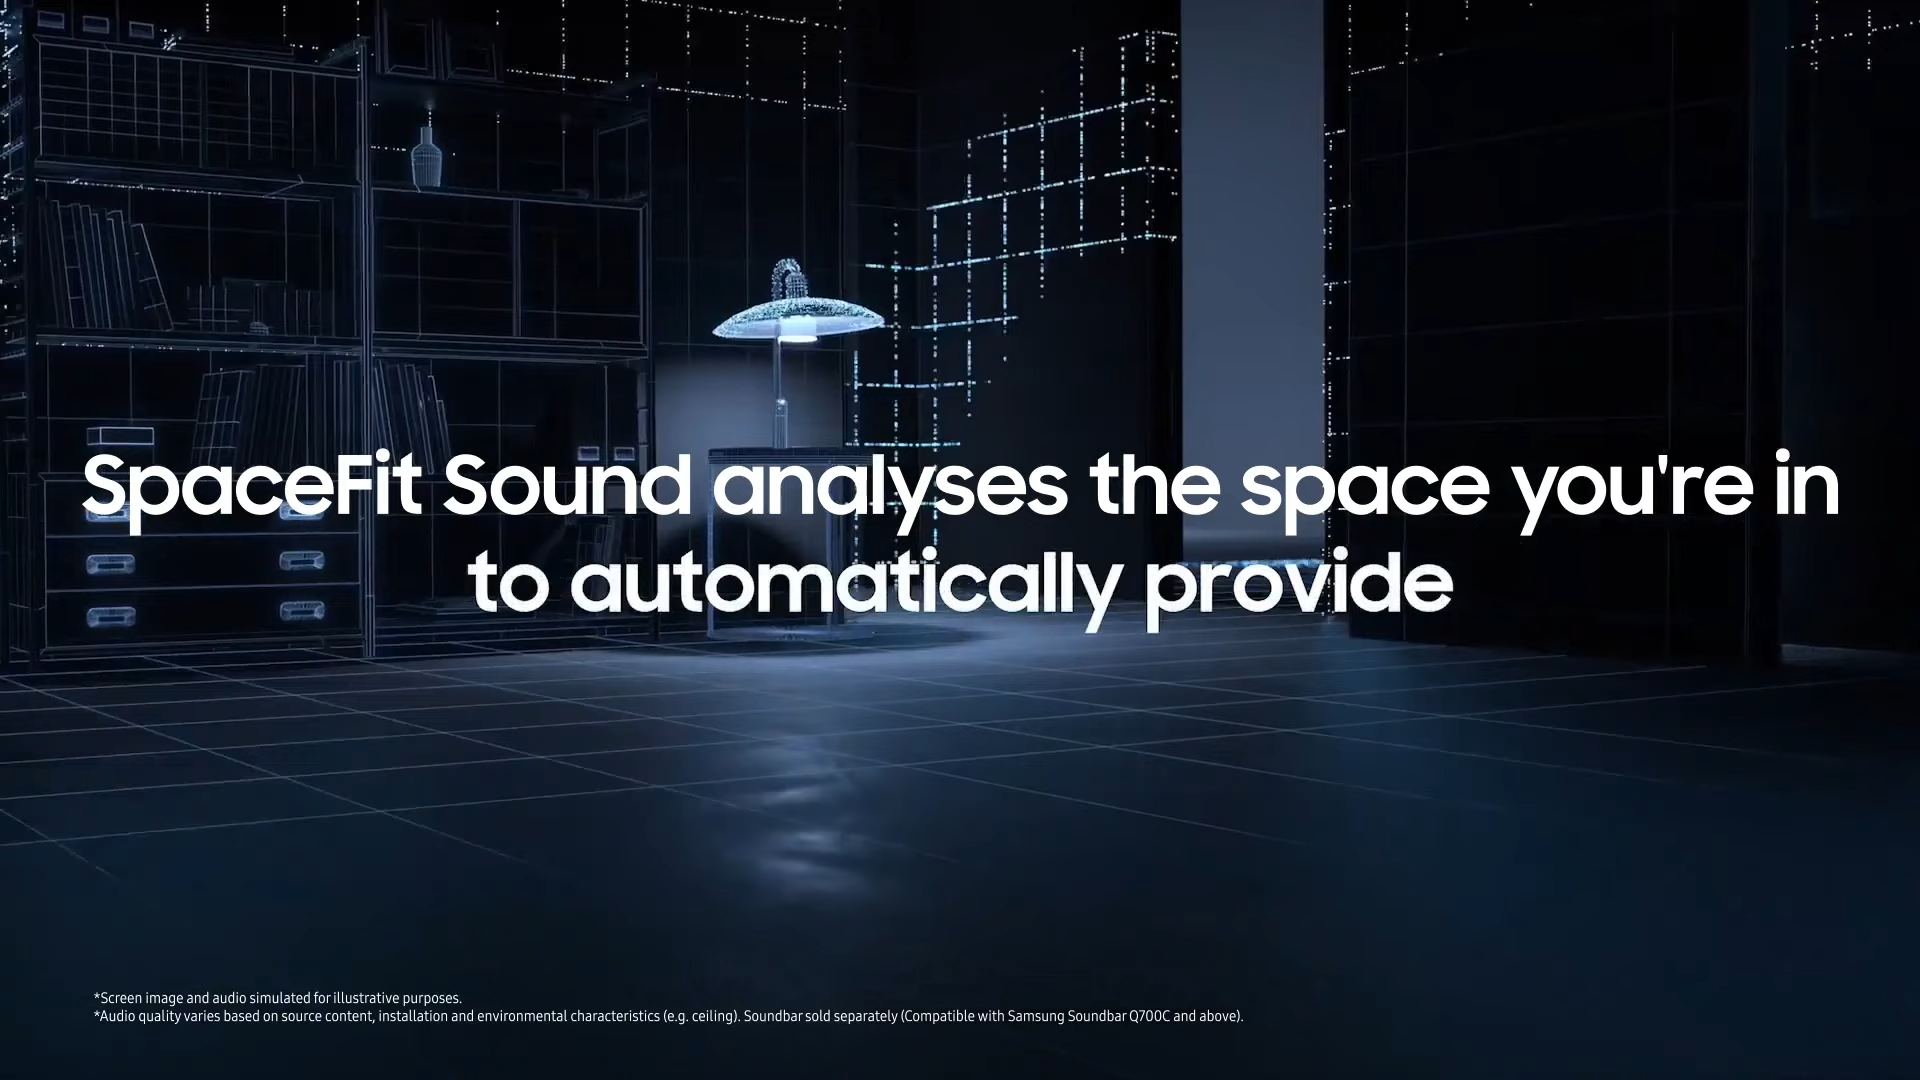 SpaceFit Sound analyses the space you're in
to automatically provide
*Screen image and audio simulated for illustrative purposes.
*Audio quality varies based on source content, installation and environmental characteristics (e.g. ceiling). Soundbar sold separately (Compatible with Samsung Soundbar Q700C and above).